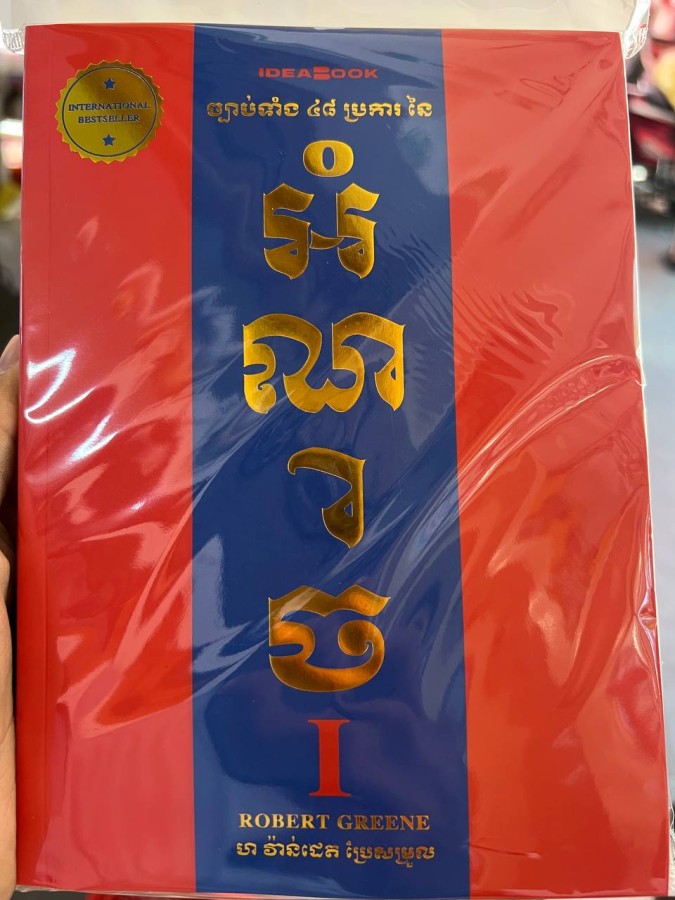 INTERNATIONAL
BESTSELLER
IDEABOOK
ច្បាប់ទាំង ៤៨ ប្រការ នៃ
អំ
ណា
វ
ច
I
ROBERT GREENE
ហ វ៉ាន់ដេត ប្រែសម្រួល